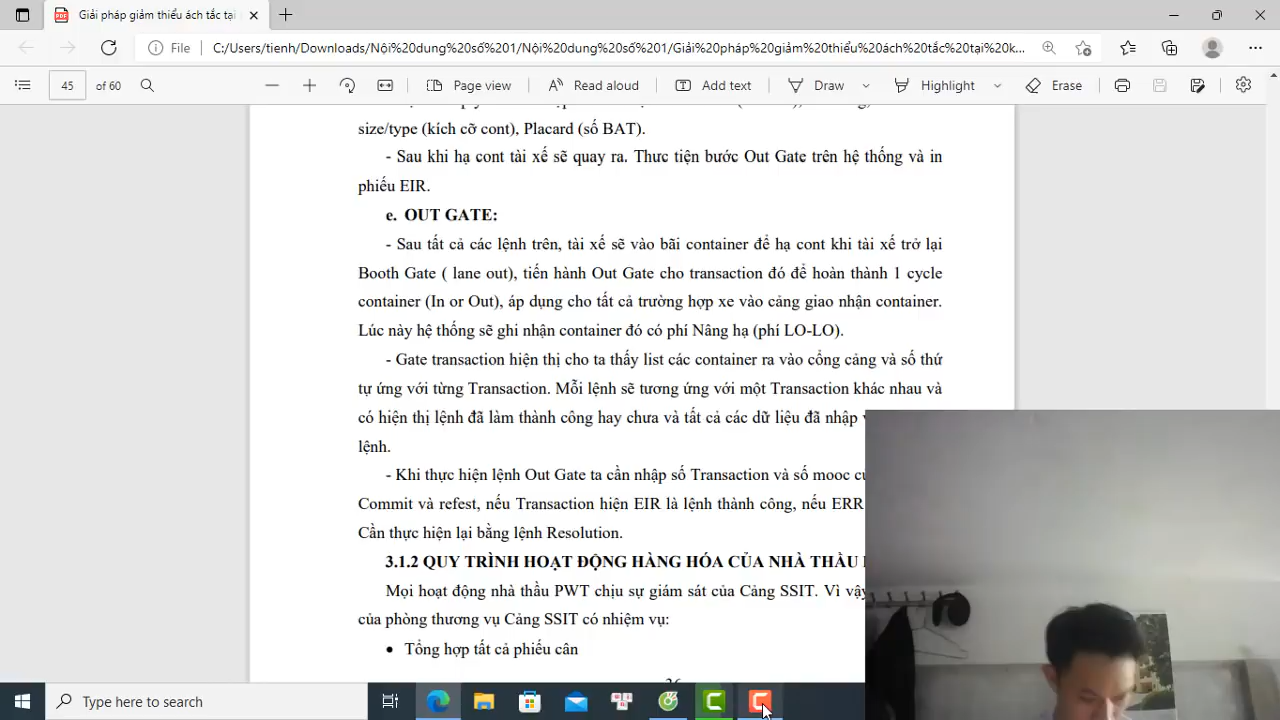 Giải pháp giảm thiểu ách tắc tại
File
C:/Users/tienh/Downloads/Nội%20dung%20số%201/Nội%20dung%20số%201/Giải%20pháp%20giảm%20thiểu%20ách%20tắc%20tại%20k...
45 of 60
Page view
Read aloud
Add text
Draw
Highlight
Erase
size/type (kích cỡ cont), Placard (số BAT).
- Sau khi hạ cont tài xế sẽ quay ra. Thưc tiện bước Out Gate trên hệ thống và in
phiếu EIR.
e. OUT GATE:
- Sau tất cả các lệnh trên, tài xế sẽ vào bãi container để hạ cont khi tài xế trở lại
Booth Gate ( lane out), tiến hành Out Gate cho transaction đó để hoàn thành 1 cycle
container (In or Out), áp dụng cho tất cả trường hợp xe vào cảng giao nhận container.
Lúc này hệ thống sẽ ghi nhận container đó có phí Nâng hạ (phí LO-LO).
- Gate transaction hiện thị cho ta thấy list các container ra vào cổng cảng và số thứ
tự ứng với từng Transaction. Mỗi lệnh sẽ tương ứng với một Transaction khác nhau và
có hiện thị lệnh đã làm thành công hay chưa và tất cả các dữ liệu đã nhập
lệnh.
- Khi thực hiện lệnh Out Gate ta cần nhập số Transaction và số mooc
Commit và refest, nếu Transaction hiện EIR là lệnh thành công, nếu ERR
Cần thực hiện lại bằng lệnh Resolution.
3.1.2 QUY TRÌNH HOẠT ĐỘNG HÀNG HÓA CỦA NHÀ THẦU
Mọi hoạt động nhà thầu PWT chịu sự giám sát của Cảng SSIT. Vì vậy
của phòng thương vụ Cảng SSIT có nhiệm vụ:
• Tổng hợp tất cả phiếu cân
Type here to search